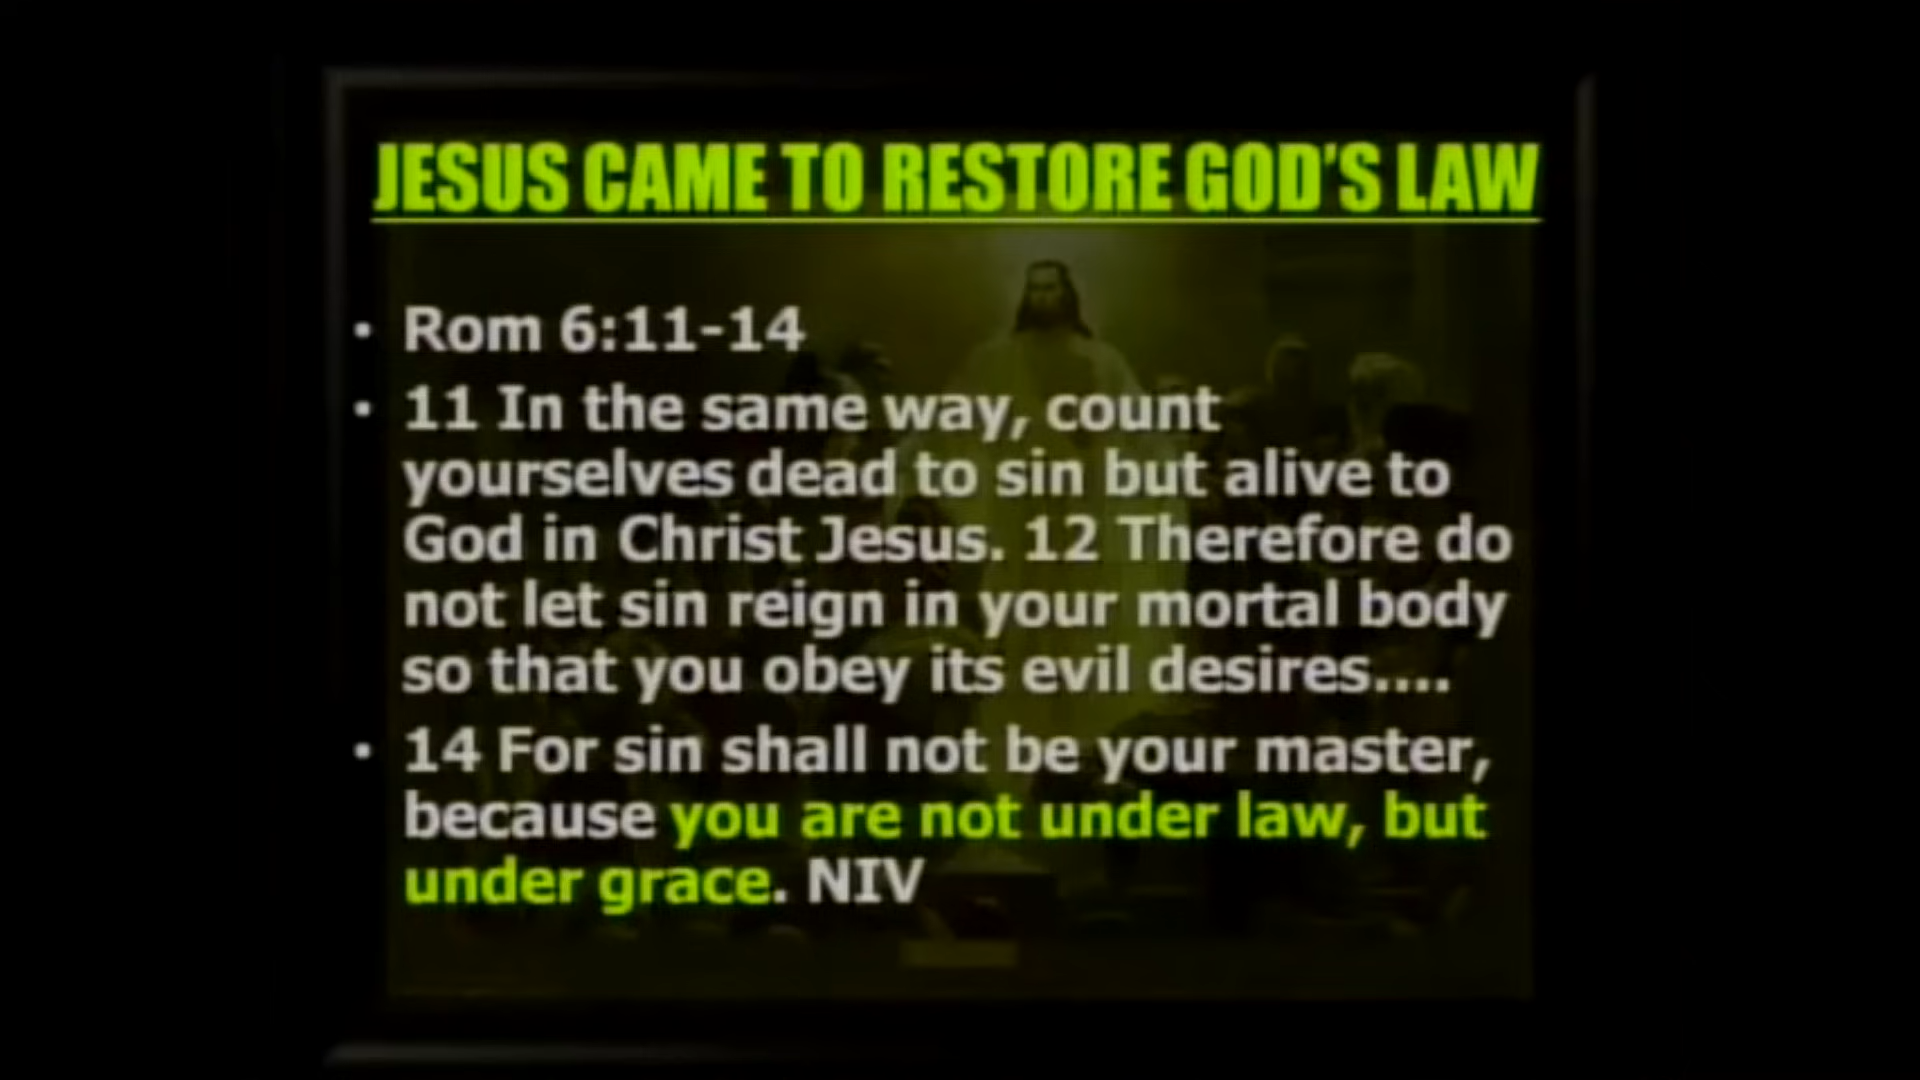 JESUS CAME TO RESTORE GOD'S LAW
• Rom 6:11-14
• 11 In the same way, count
yourselves dead to sin but alive to
God in Christ Jesus. 12 Therefore do
not let sin reign in your mortal body
so that you obey its evil desires....
• 14 For sin shall not be your master,
because you are not under law, but
under grace. NIV